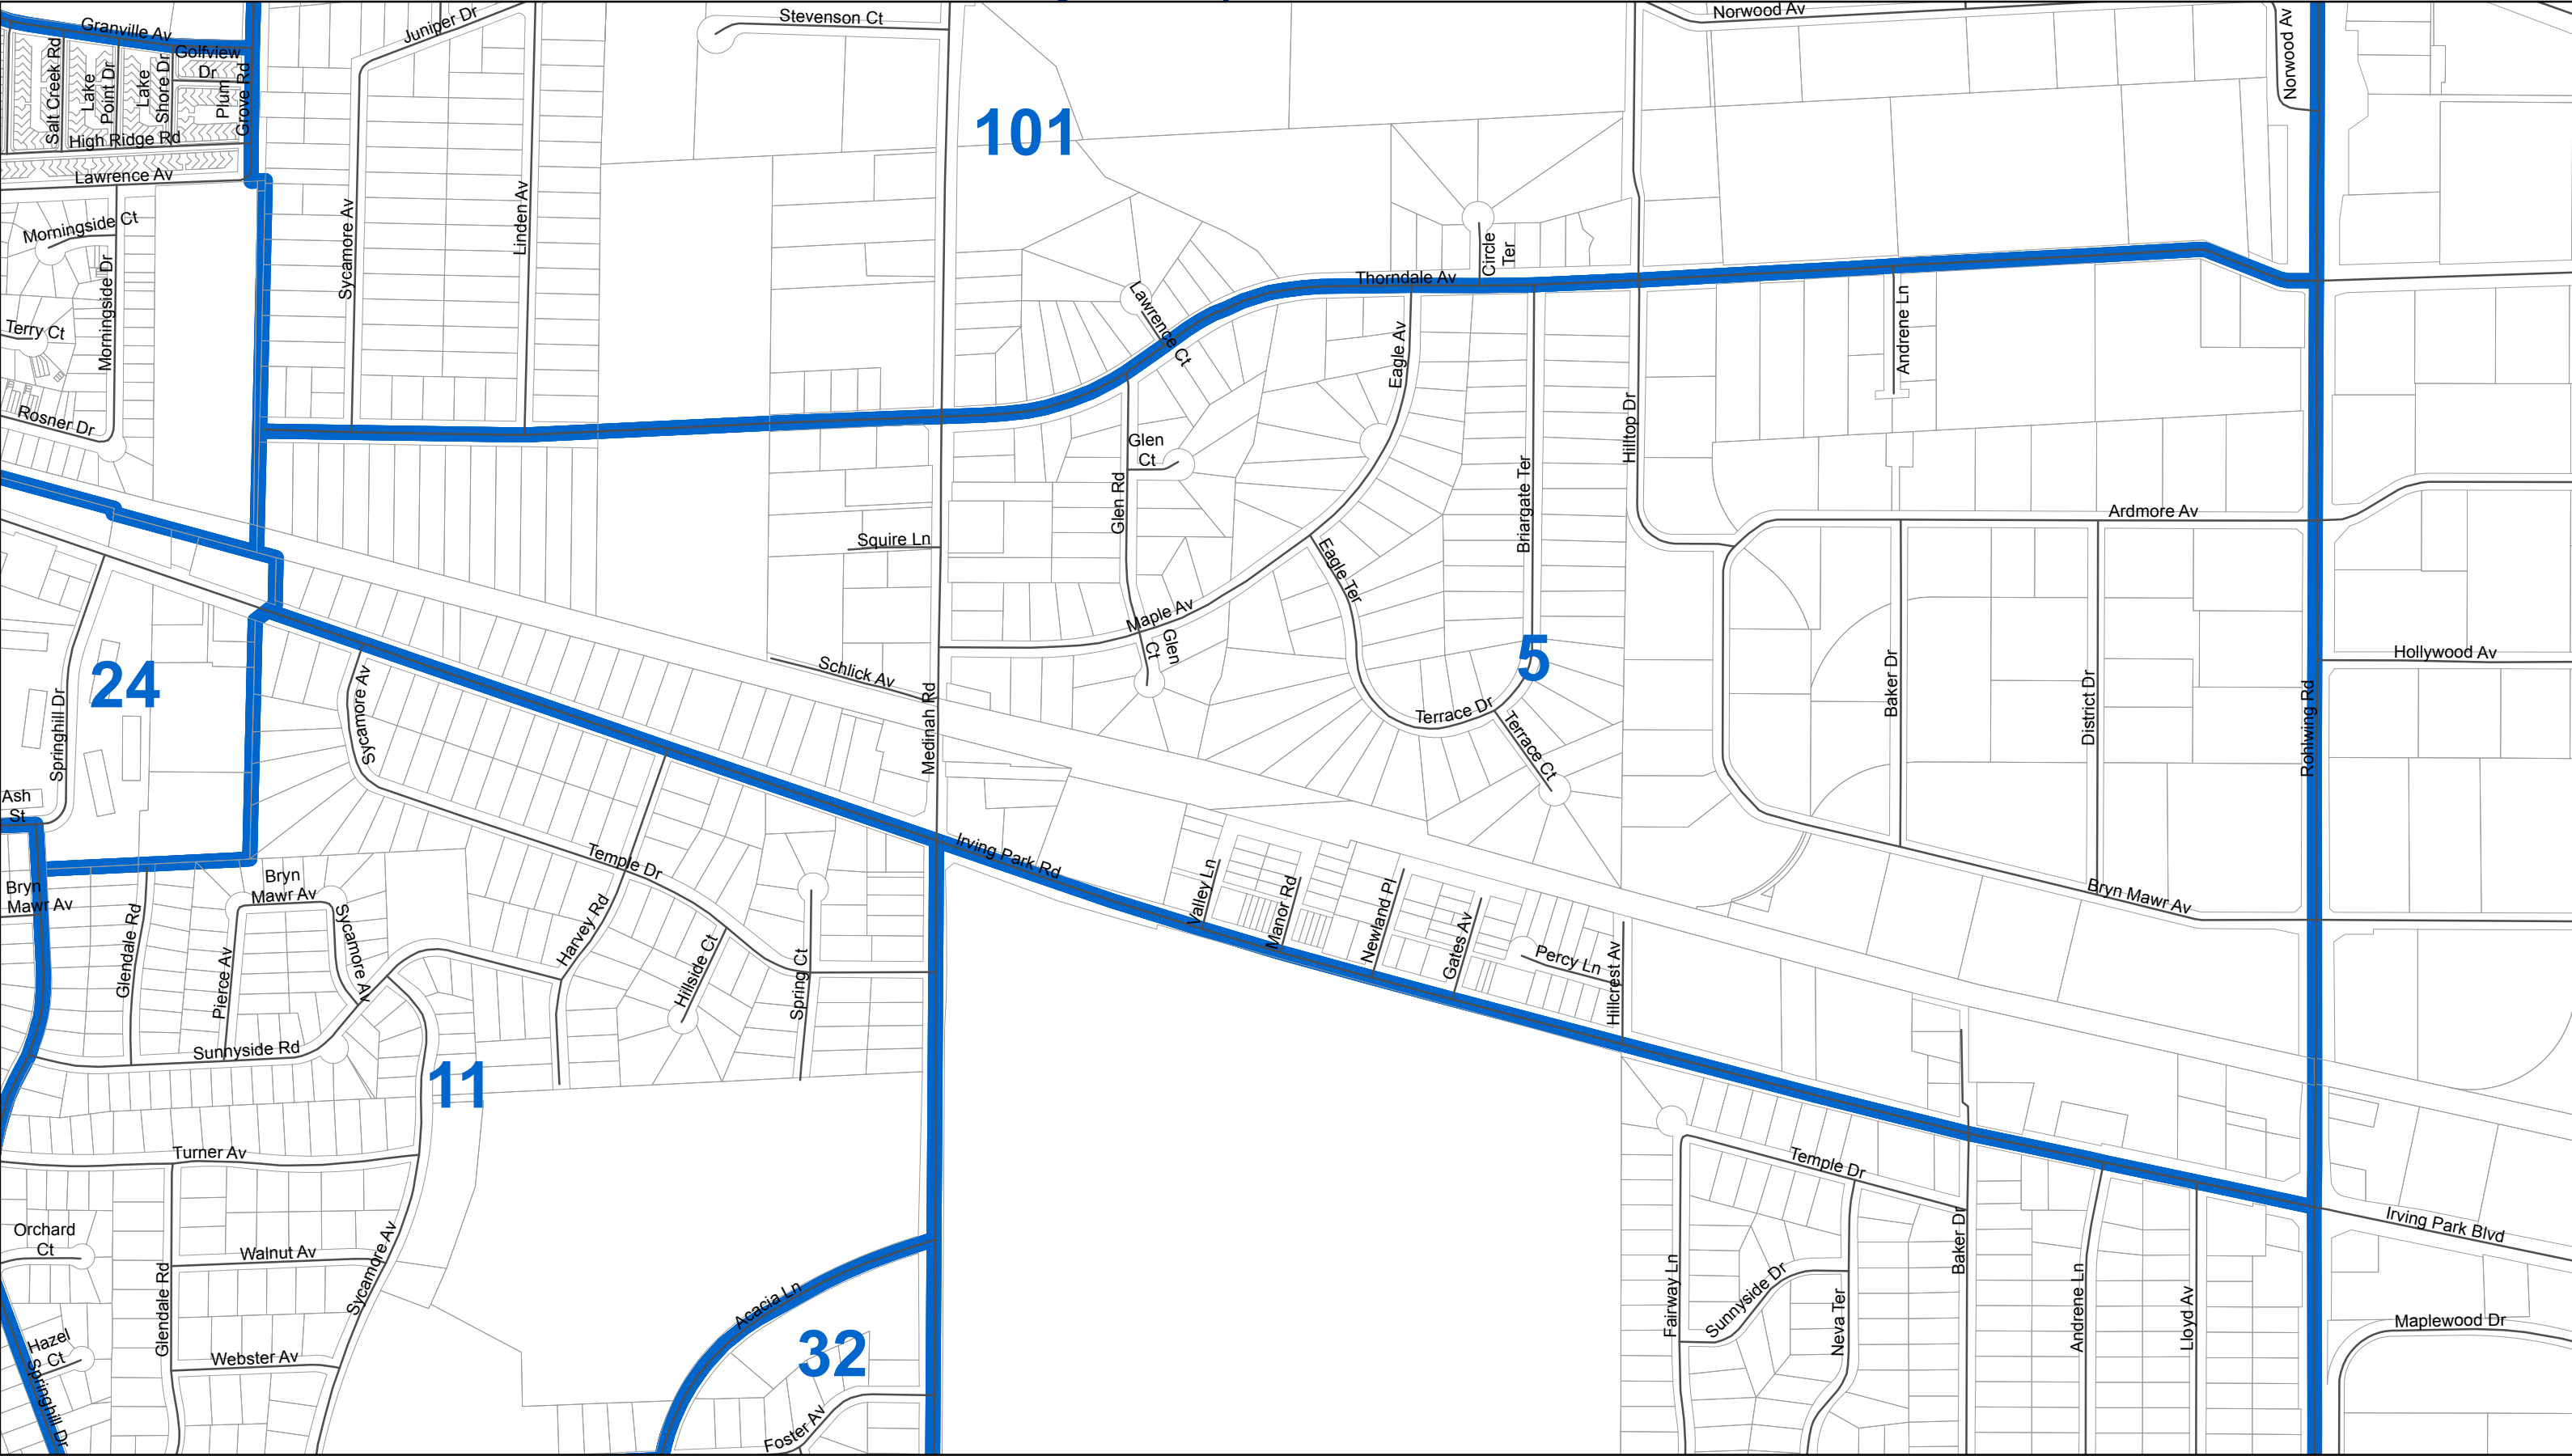 Granville Av
Juniper Dr
Stevenson Ct
Norwood Av
Norwood Av
Golfview
Dr
Salt Creek Rd
Lake
Point Dr
Lake
Shore Dr
Plum
Grove Rd
High Ridge Rd
Lawrence Av
101
Morningside Ct
Morningside Dr
Terry Ct
Rosner Dr
Sycamore Av
Linden Av
Lawrence Ct
Thorndale Av
Circle
Ter
Eagle Av
Andrene Ln
Hilltop Dr
Glen
Ct
Glen Rd
Briargate Ter
Squire Ln
Ardmore Av
Eagle Ter
Maple Av
Glen
Ct
5
Schlick Av
Medinah Rd
Terrace Dr
Terrace Ct
Baker Dr
District Dr
Rohlwing Rd
Hollywood Av
24
Springhill Dr
Sycamore Av
Ash
St
Irving Park Rd
Temple Dr
Bryn
Mawr Av
Bryn
Mawr Av
Glendale Rd
Pierce Av
Sycamore Av
Harvey Rd
Hillside Ct
Spring Ct
Valley Ln
Manor Rd
Newland Pl
Gates Av
Percy Ln
Hillcrest Av
Bryn Mawr Av
Sunnyside Rd
11
Turner Av
Temple Dr
Orchard
Ct
Walnut Av
Glendale Rd
Sycamore Av
Baker Dr
Irving Park Blvd
Acacia Ln
Fairway Ln
Sunnyside Dr
Neva Ter
Andrene Ln
Lloyd Av
Maplewood Dr
Hazel
Ct
Springhill Dr
Webster Av
32
Foster Av